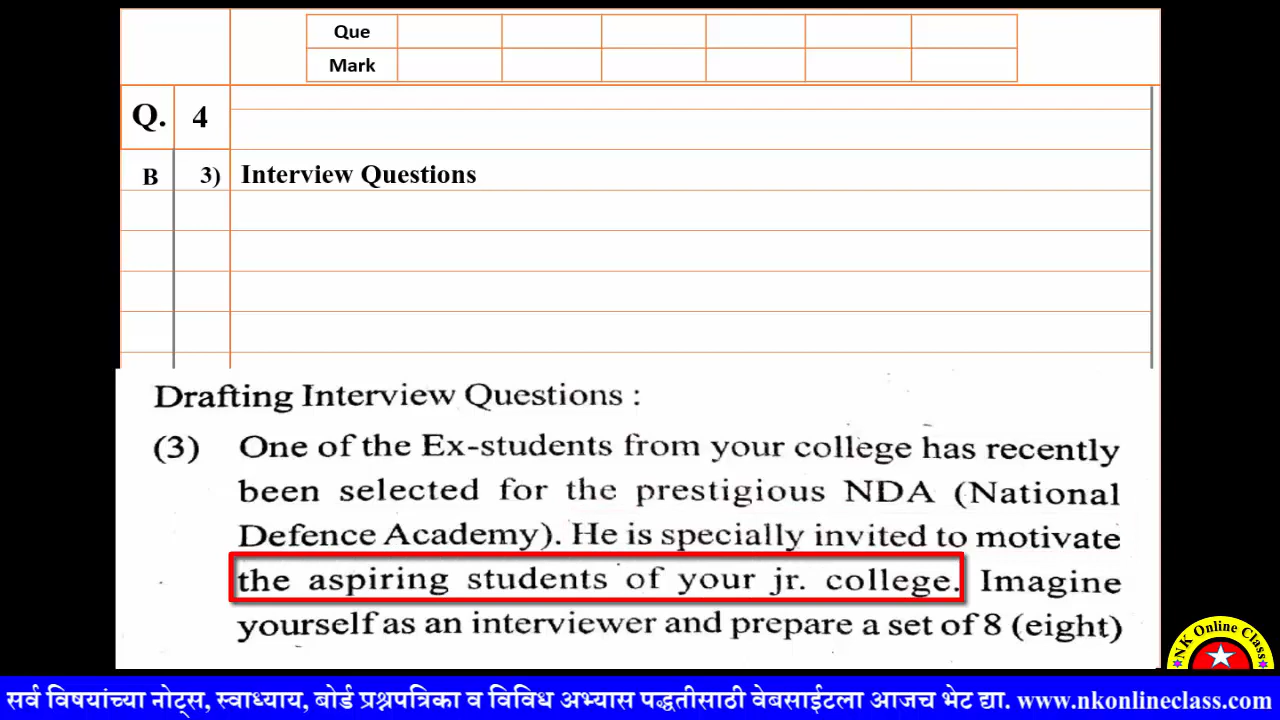 Que
Mark
Q. 4
B 3) Interview Questions
Drafting Interview Questions :
(3) One of the Ex-students from your college has recently
been selected for the prestigious NDA (National
Defence Academy). He is specially invited to motivate
the aspiring students of your jr. college. Imagine
yourself as an interviewer and prepare a set of 8 (eight)
NK Online Class
सर्व विषयांच्या नोट्स, स्वाध्याय, बोर्ड प्रश्नपत्रिका व विविध अभ्यास पद्धतीसाठी वेबसाईटला आजच भेट द्या. www.nkonlineclass.com